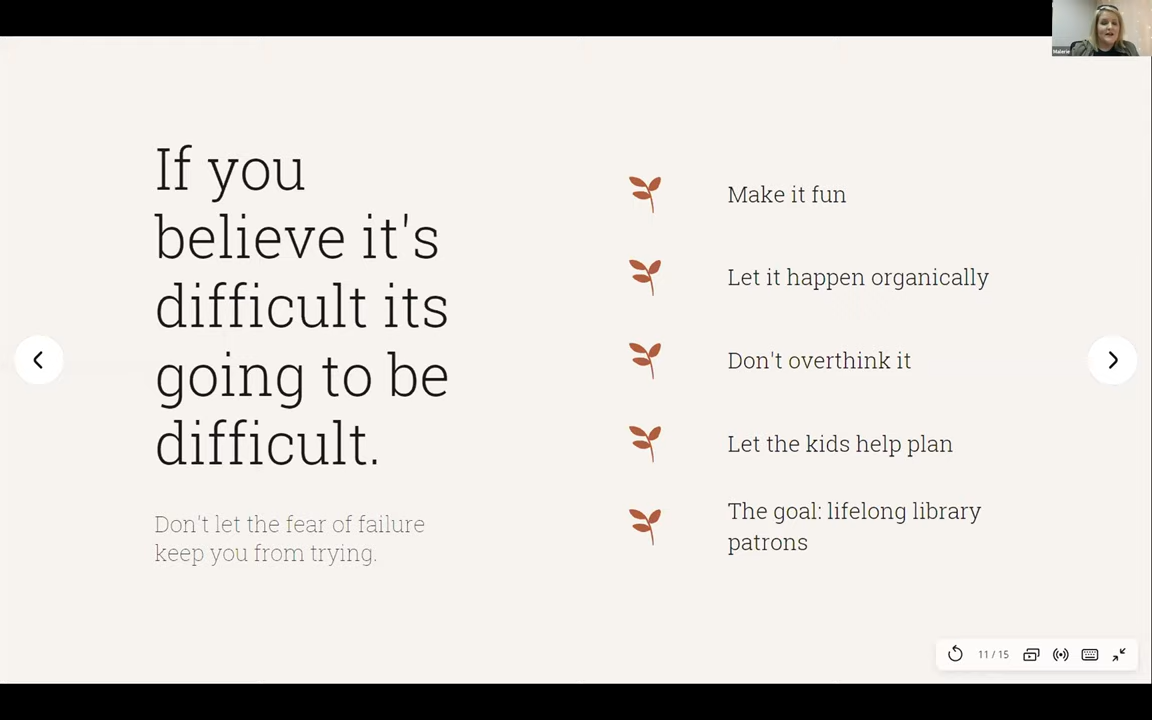 Malerie
If you
believe it's
difficult its
going to be
difficult.
Don't let the fear of failure
keep you from trying.
Make it fun
Let it happen organically
Don't overthink it
Let the kids help plan
The goal: lifelong library
patrons
11 / 15